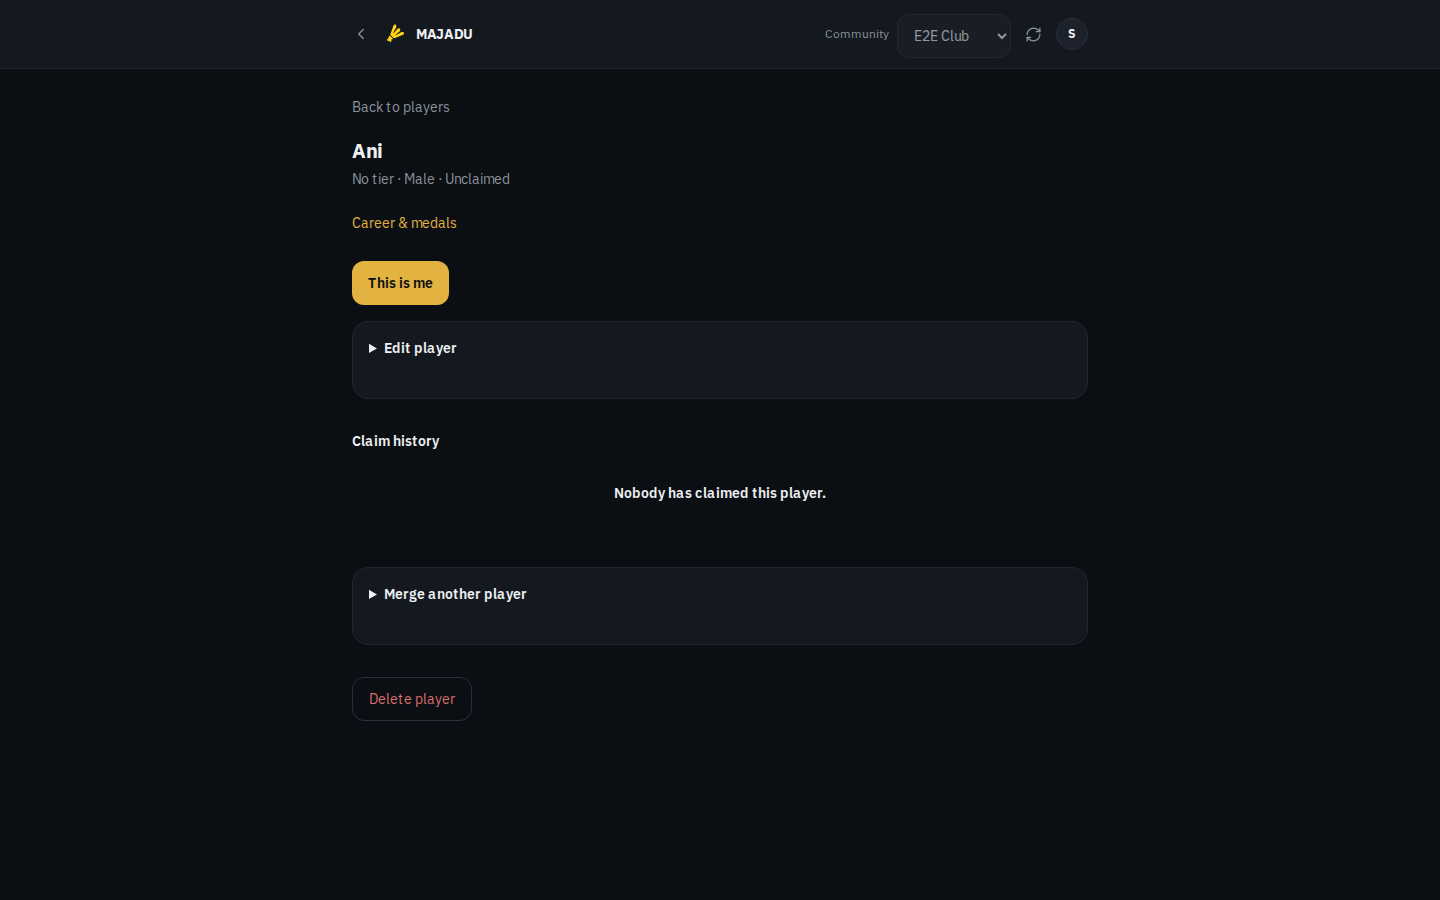 MAJADU
Community
E2E Club
S
Back to players
Ani
No tier · Male · Unclaimed
Career & medals
This is me
Edit player
Claim history
Nobody has claimed this player.
Merge another player
Delete player